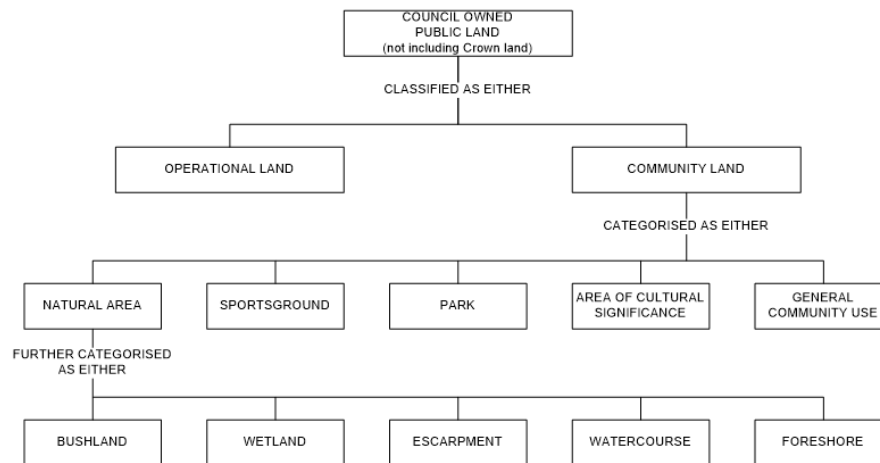 COUNCIL OWNED
PUBLIC LAND
(not including Crown land)
CLASSIFIED AS EITHER
OPERATIONAL LAND
COMMUNITY LAND
CATEGORISED AS EITHER
NATURAL AREA
SPORTSGROUND
PARK
AREA OF CULTURAL
SIGNIFICANCE
GENERAL
COMMUNITY USE
FURTHER CATEGORISED
AS EITHER
BUSHLAND
WETLAND
ESCARPMENT
WATERCOURSE
FORESHORE